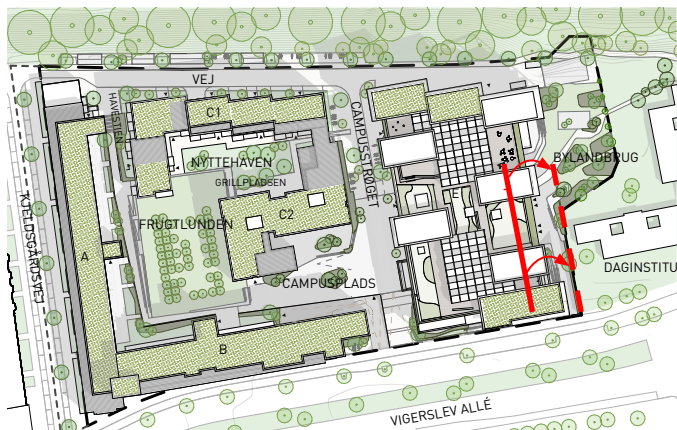 VEJ
HAVESTIEN
C1
CAMPUSSTRØGET
NYTTEHAVEN
GRILLPLADSEN
BYLANDBRUG
E
KJELDSGÅRDSVEJ
A
FRUGTLUNDEN
C2
DAGINSTITU
CAMPUSPLADS
B
VIGERSLEV ALLÉ